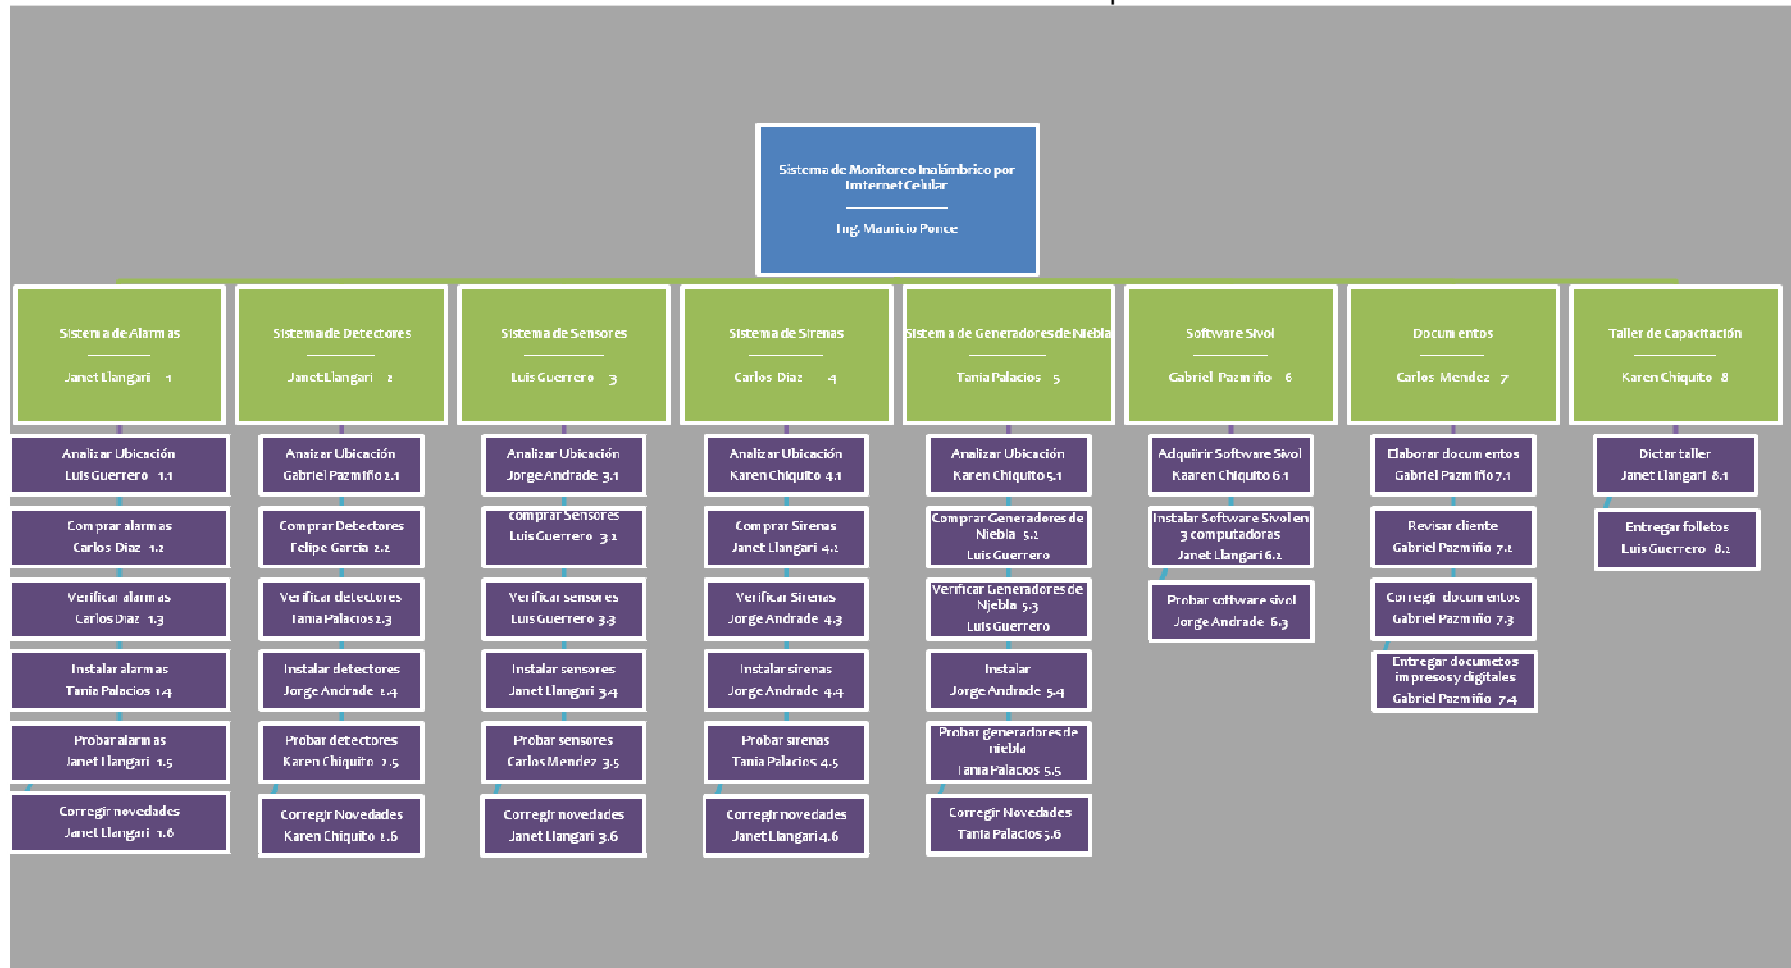 Sistema de Monitoreo Inalámbrico por
Imternet Celular
Ing. Mauricio Ponce
Sistema de Alarmas
Janet Llangari 1
Sistema de Detectores
Janet Llangari 2
Sistema de Sensores
Luis Guerrero 3
Sistema de Sirenas
Carlos Diaz 4
Sistema de Generadores de Niebla
Tania Palacios 5
Software Sivol
Gabriel Pazmiño 6
Documentos
Carlos Mendez 7
Taller de Capacitación
Karen Chiquito 8
Analizar Ubicación
Luis Guerrero 1.1
Comprar alarmas
Carlos Diaz 1.2
Verificar alarmas
Carlos Diaz 1.3
Instalar alarmas
Tania Palacios 1.4
Probar alarmas
Janet Llangari 1.5
Corregir novedades
Janet Llangari 1.6
Anaizar Ubicación
Gabriel Pazmiño 2.1
Comprar Detectores
Felipe García 2.2
Verificar detectores
Tania Palacios 2.3
Instalar detectores
Jorge Andrade 2.4
Probar detectores
Karen Chiquito 2.5
Corregir Novedades
Karen Chiquito 2.6
Analizar Ubicación
Jorge Andrade 3.1
comprar Sensores
Luis Guerrero 3.2
Verificar sensores
Luis Guerrero 3.3
Instalar sensores
Janet Llangari 3.4
Probar sensores
Carlos Mendez 3.5
Corregir novedades
Janet Llangari 3.6
Analizar Ubicación
Karen Chiquito 4.1
Comprar Sirenas
Janet Llangari 4.2
Verificar Sirenas
Jorge Andrade 4.3
Instalar sirenas
Jorge Andrade 4.4
Probar sirenas
Tania Palacios 4.5
Corregir novedades
Janet Llangari 4.6
Analizar Ubicación
Karen Chiquito 5.1
Comprar Generadores de
Niebla 5.2
Luis Guerrero
Verificar Generadores de
Njebla 5.3
Luis Guerrero
Instalar
Jorge Andrade 5.4
Probar generadores de
niebla
Tania Palacios 5.5
Corregir Novedades
Tania Palacios 5.6
Adquiirir Software Sivol
Kaaren Chiquito 6.1
Instalar Software Sivol en
3 computadoras
Janet Llangari 6.2
Probar software sivol
Jorge Andrade 6.3
Elaborar documentos
Gabriel Pazmiño 7.1
Revisar cliente
Gabriel Pazmiño 7.2
Corregir documentos
Gabriel Pazmiño 7.3
Entregar documetos
impresos y digitales
Gabriel Pazmiño 7.4
Dictar taller
Janet Llangari 8.1
Entregar folletos
Luis Guerrero 8.2